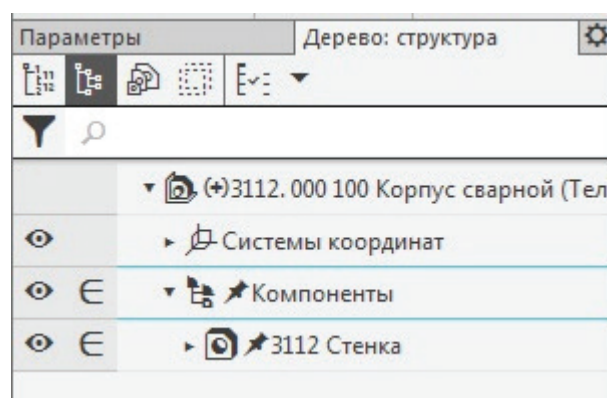 Параметры
Дерево: структура
(+)3112. 000 100 Корпус сварной (Тел
Системы координат
Компоненты
3112 Стенка